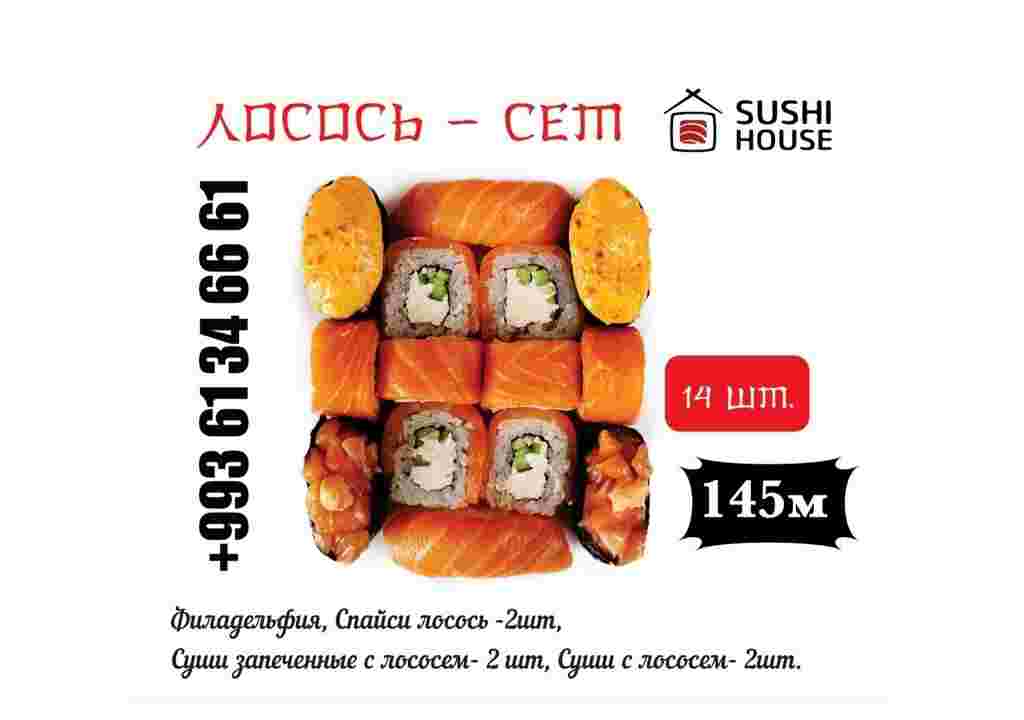 ЛОСОСЬ – СЕТ
SUSHI
HOUSE
+993 61 34 66 61
14 шт.
145м
Филадельфия, Спайси лосось -2шт,
Суши запеченные с лососем- 2 шт, Суши с лососем- 2шт.